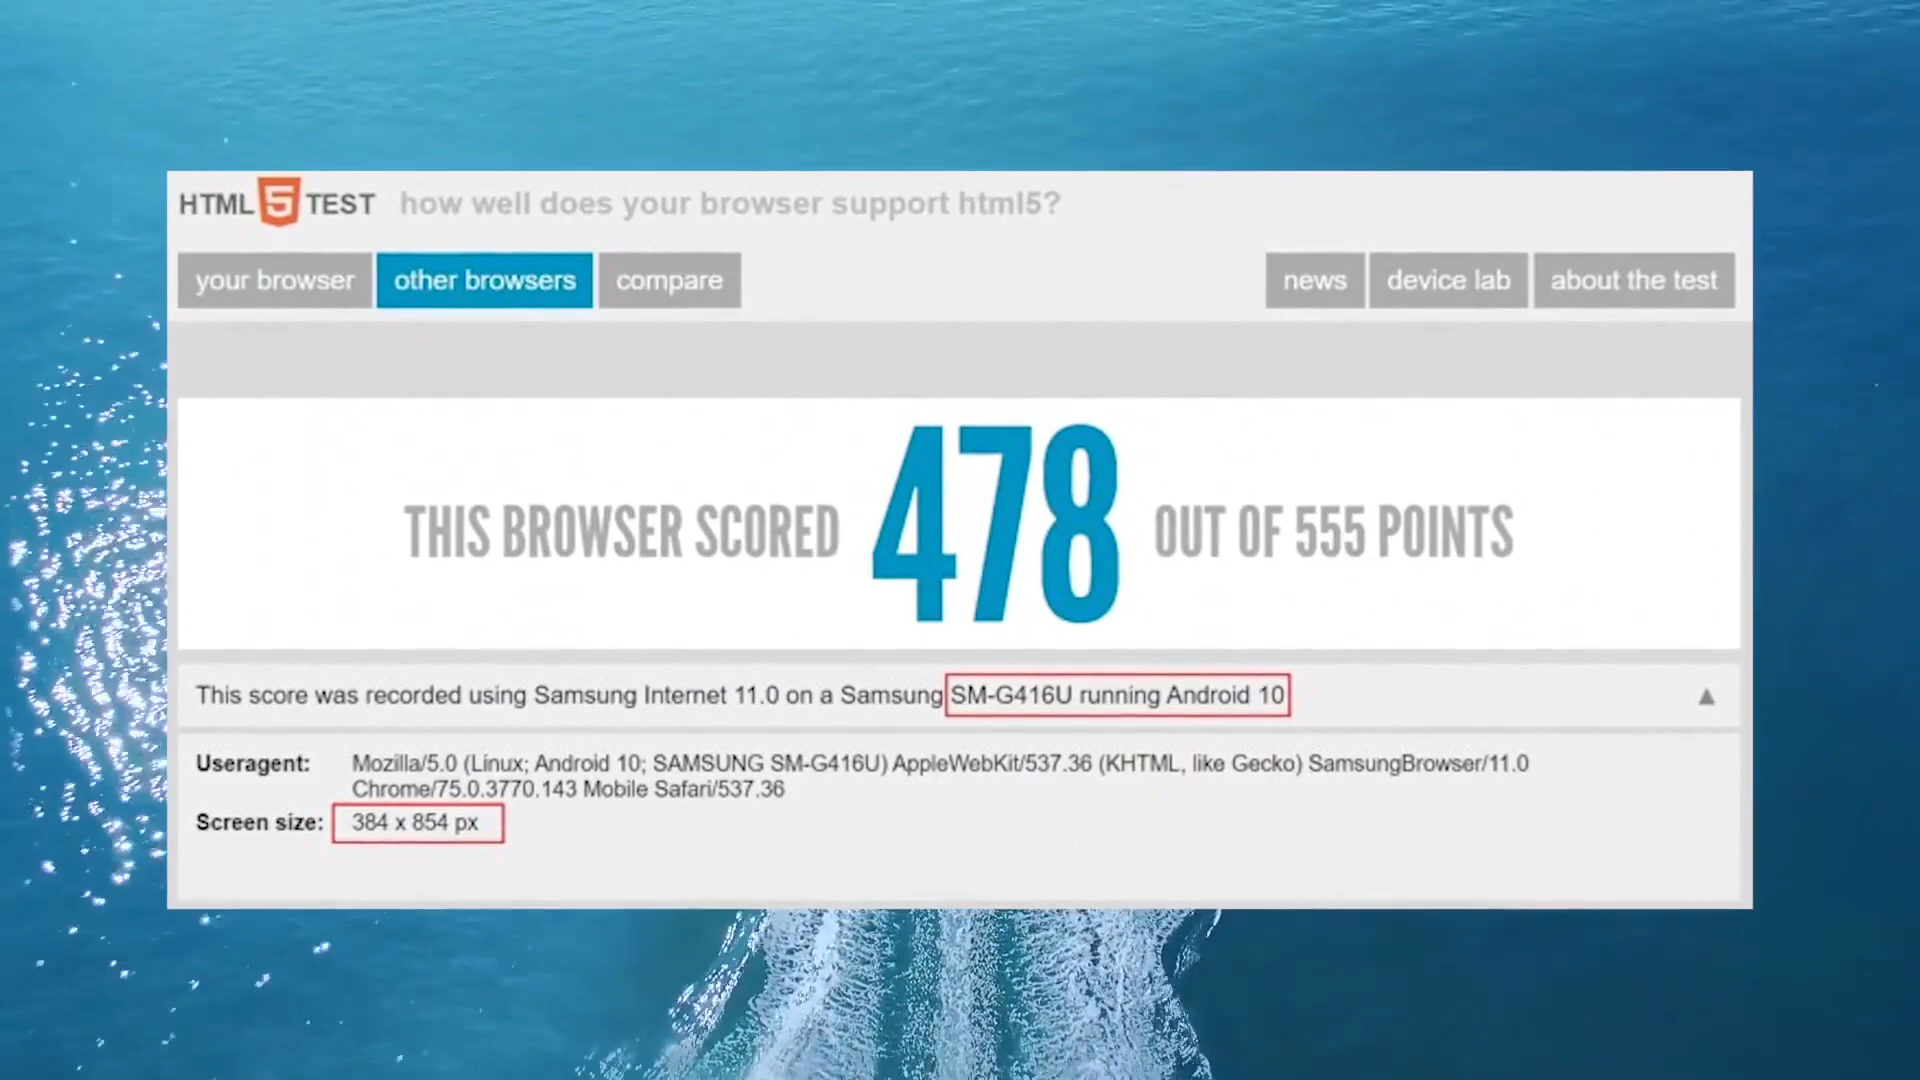 HTML 5 TEST how well does your browser support html5?
your browser other browsers compare news device lab about the test
THIS BROWSER SCORED 478 OUT OF 555 POINTS
This score was recorded using Samsung Internet 11.0 on a Samsung SM-G416U running Android 10
Useragent: Mozilla/5.0 (Linux; Android 10; SAMSUNG SM-G416U) AppleWebKit/537.36 (KHTML, like Gecko) SamsungBrowser/11.0
Chrome/75.0.3770.143 Mobile Safari/537.36
Screen size: 384 x 854 px